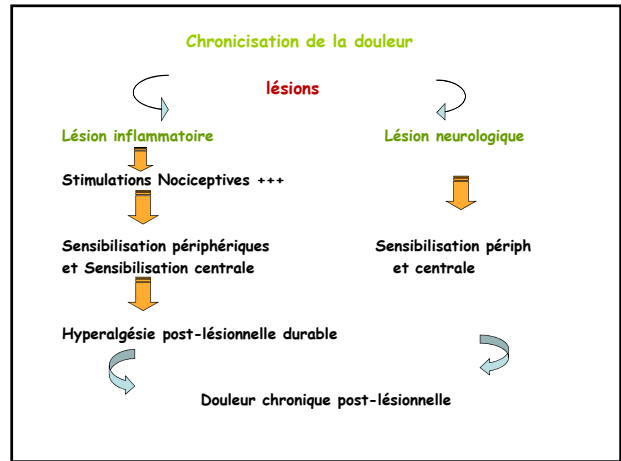 Chronicisation de la douleur
lésions
Lésion inflammatoire
Lésion neurologique
Stimulations Nociceptives +++
Sensibilisation périphériques
et Sensibilisation centrale
Sensibilisation périph
et centrale
Hyperalgésie post-lésionnelle durable
Douleur chronique post-lésionnelle